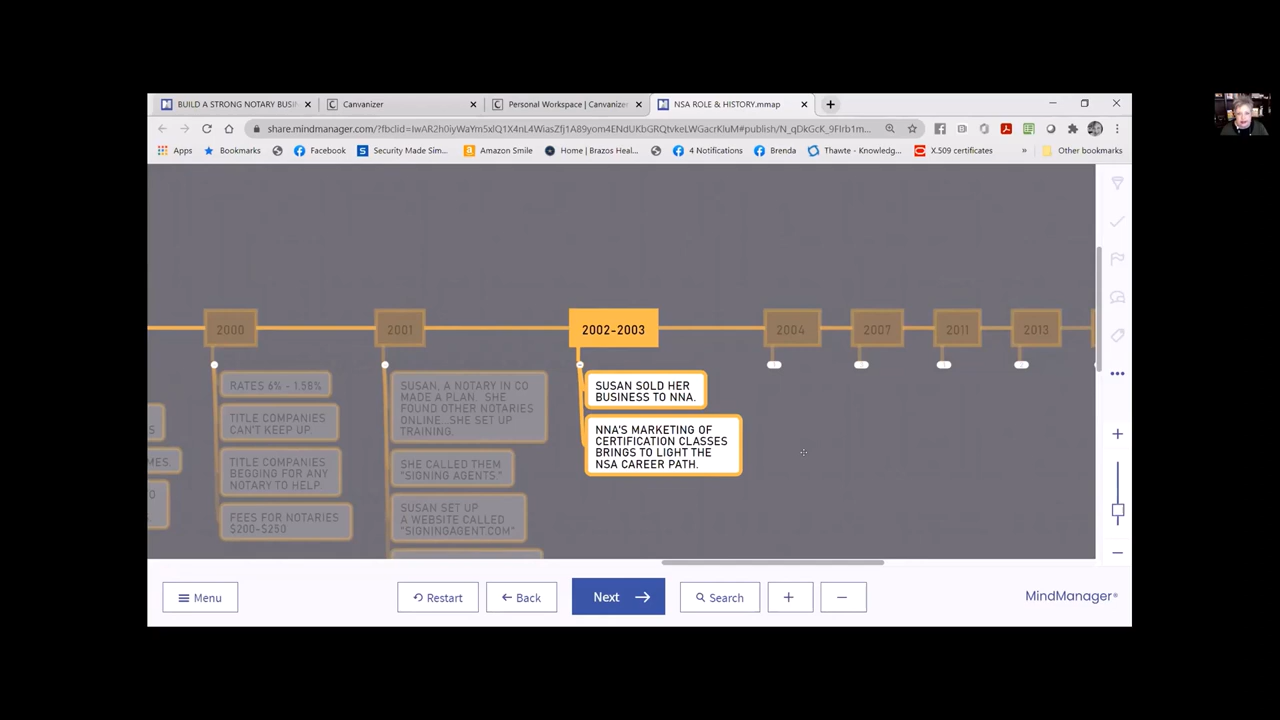 BUILD A STRONG NOTARY BUSIN
Canvanizer
Personal Workspace | Canvanizer
NSA ROLE & HISTORY.mmap
Apps
Bookmarks
Facebook
Security Made Sim...
Amazon Smile
Home | Brazos Heal...
4 Notifications
Brenda
Thawte - Knowledg...
X.509 certificates
Other bookmarks
2000
2001
2002-2003
2004
2007
2011
2013
RATES 6% - 1.58%
TITLE COMPANIES
CAN'T KEEP UP.
TITLE COMPANIES
BEGGING FOR ANY
NOTARY TO HELP.
FEES FOR NOTARIES
$200-$250
SUSAN, A NOTARY IN CO
MADE A PLAN. SHE
FOUND OTHER NOTARIES
ONLINE...SHE SET UP
TRAINING.
SHE CALLED THEM
"SIGNING AGENTS."
SUSAN SET UP
A WEBSITE CALLED
"SIGNINGAGENT.COM"
SUSAN SOLD HER
BUSINESS TO NNA.
NNA'S MARKETING OF
CERTIFICATION CLASSES
BRINGS TO LIGHT THE
NSA CAREER PATH.
Menu
Restart
Back
Next
Search
MindManager